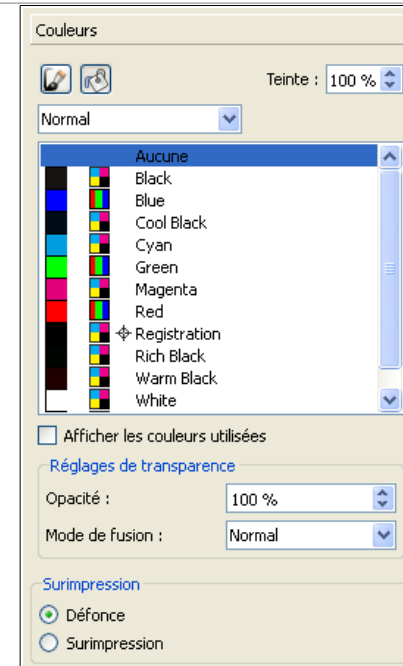 Couleurs
Teinte : 100 %
Normal
Aucune
Black
Blue
Cool Black
Cyan
Green
Magenta
Red
Registration
Rich Black
Warm Black
White
Afficher les couleurs utilisées
Réglages de transparence
Opacité : 100 %
Mode de fusion : Normal
Surimpression
Défonce
Surimpression